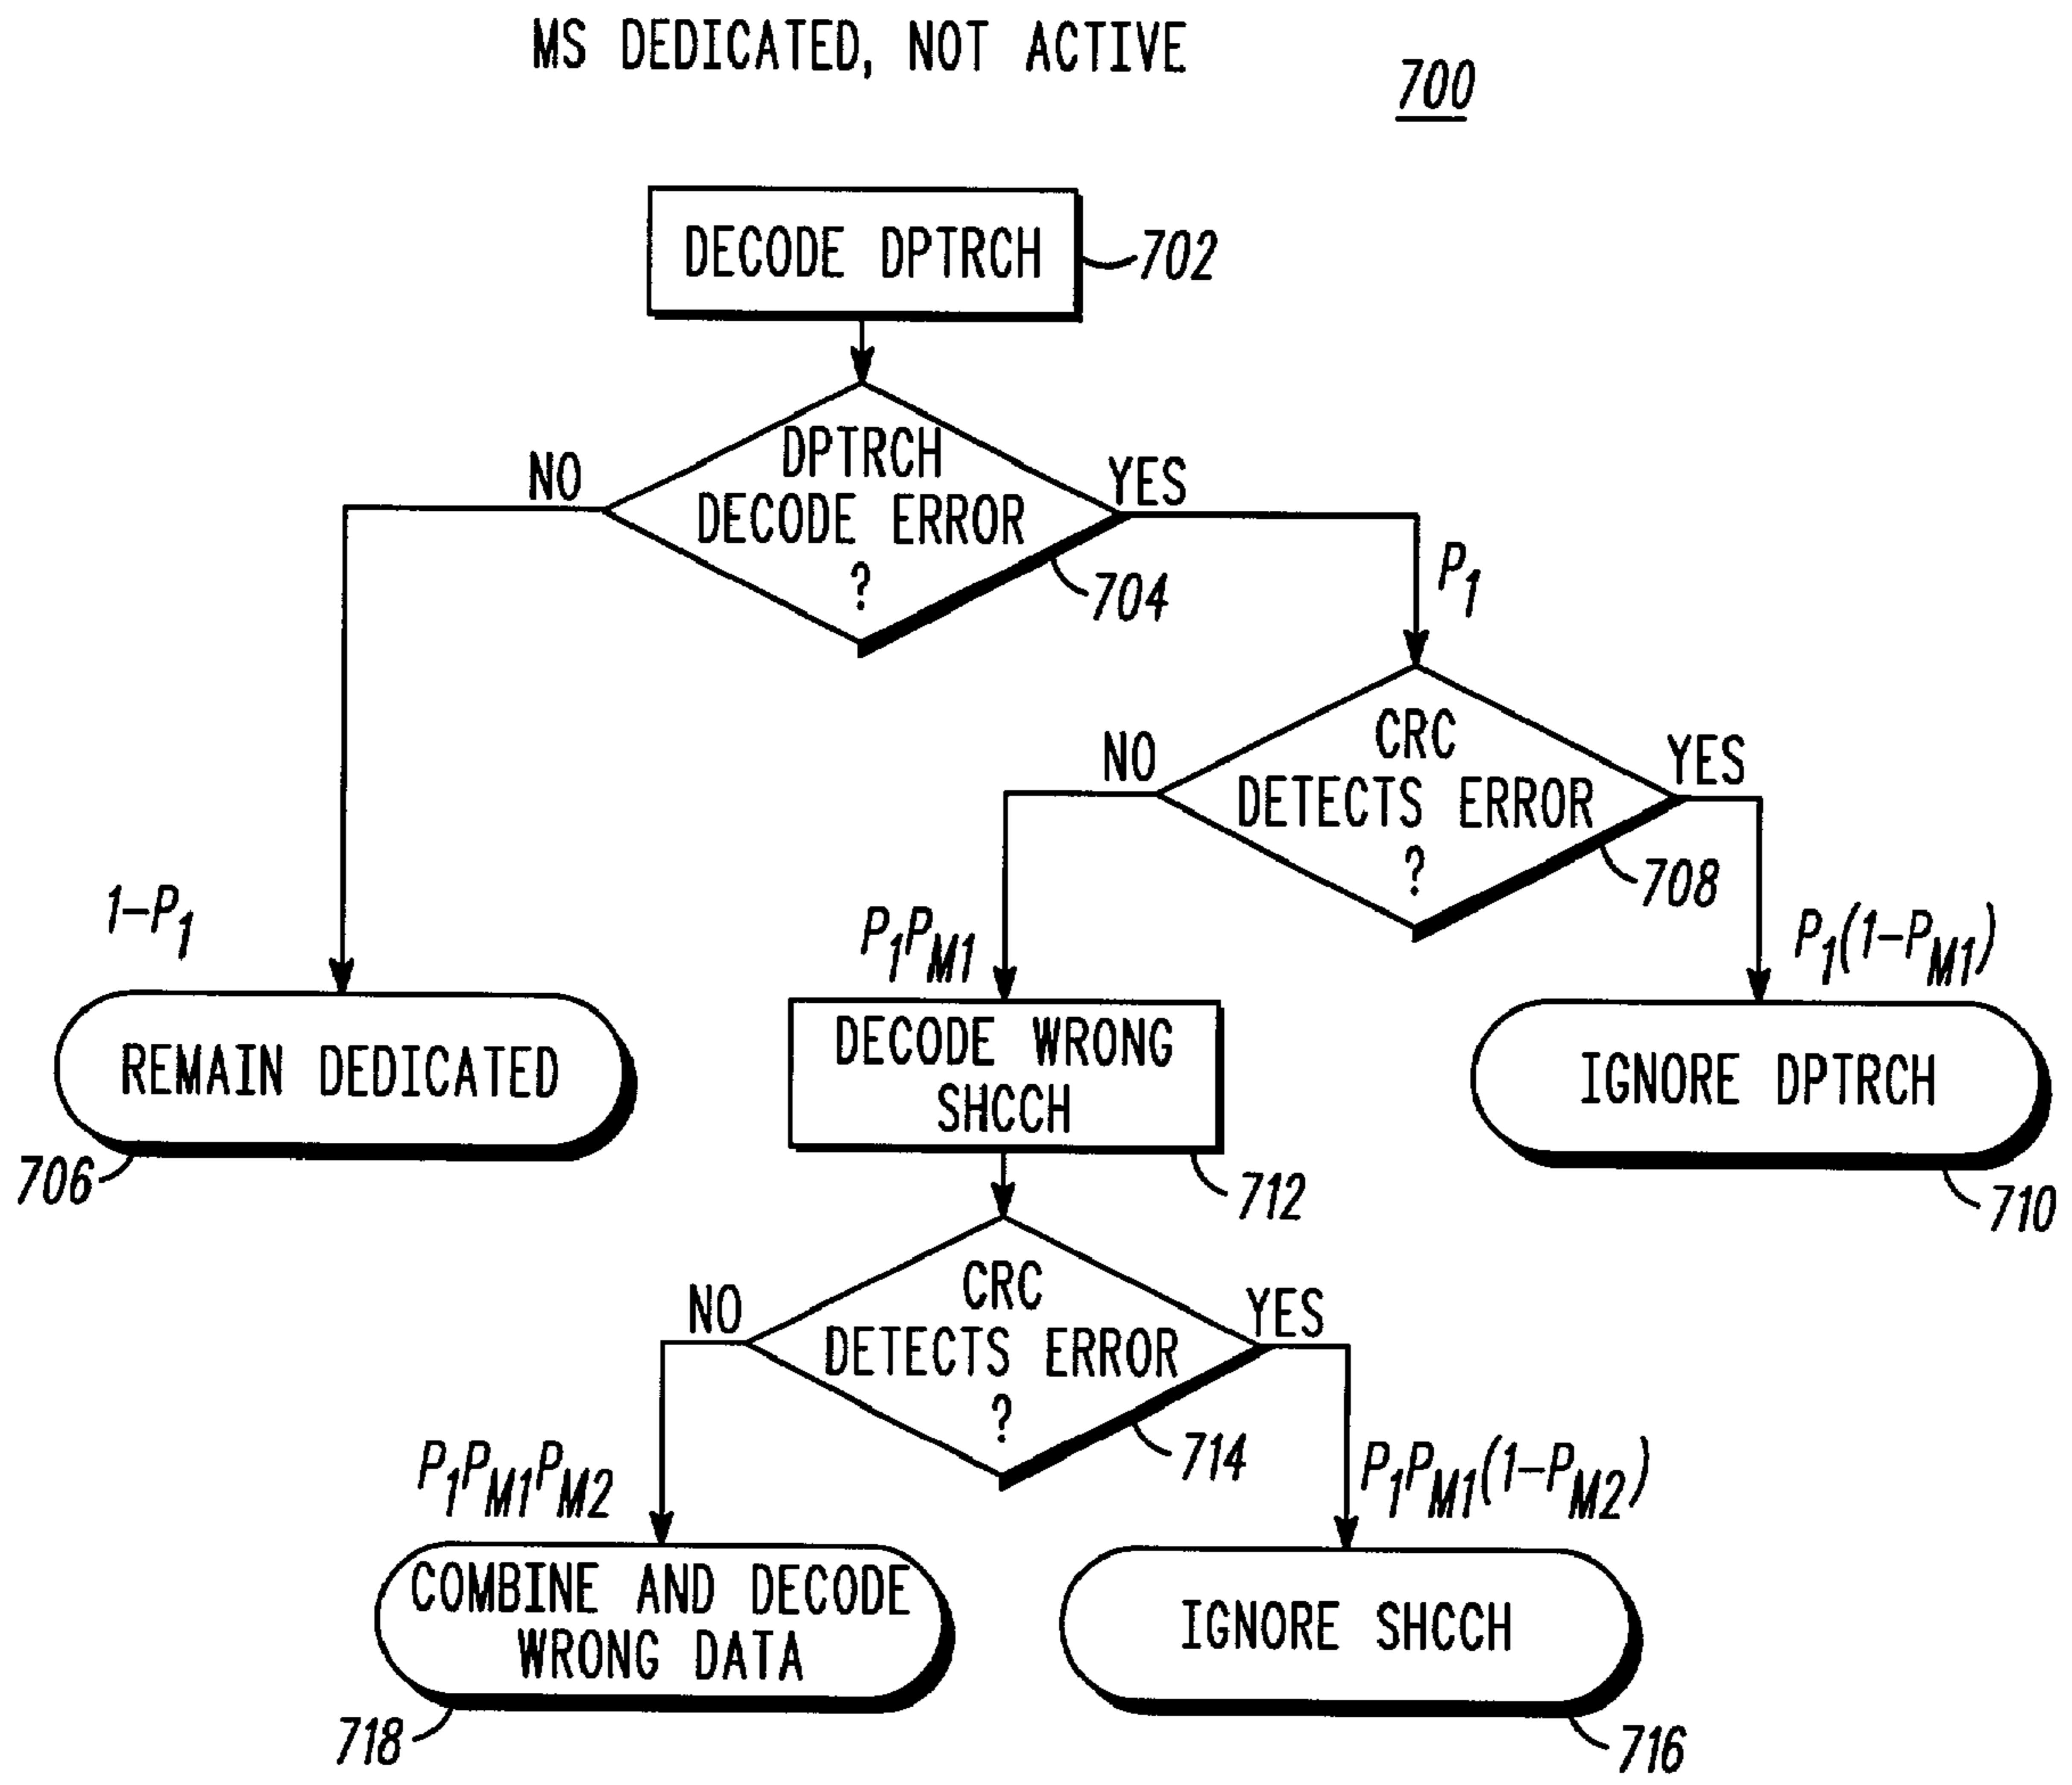 MS DEDICATED, NOT ACTIVE
700
DECODE DPTRCH
702
DPTRCH
DECODE ERROR
?
NO
YES
704
P1
CRC
DETECTS ERROR
?
NO
YES
708
1-P1
P1PM1
P1(1-PM1)
REMAIN DEDICATED
706
DECODE WRONG
SHCCH
712
IGNORE DPTRCH
710
CRC
DETECTS ERROR
?
NO
YES
714
P1PM1PM2
P1PM1(1-PM2)
COMBINE AND DECODE
WRONG DATA
718
IGNORE SHCCH
716